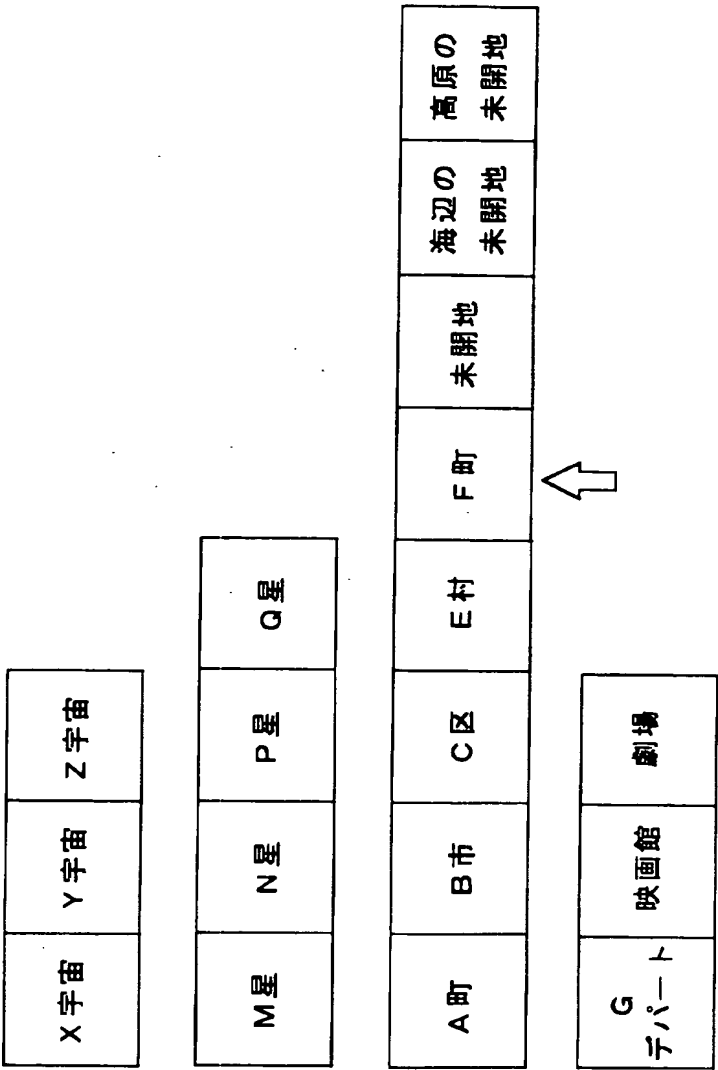 X宇宙
Y宇宙
Z宇宙
M星
N星
P星
Q星
A町
B市
C区
E村
F町
未開地
海辺の
未開地
高原の
未開地
G
デパート
映画館
劇場